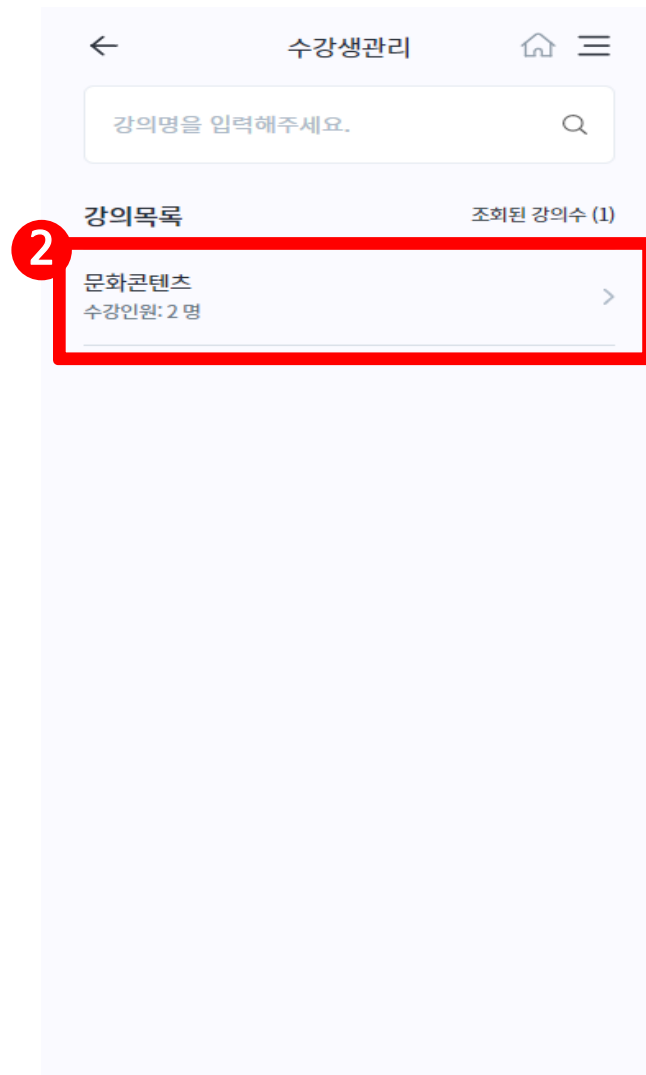 수강생관리
강의명을 입력해주세요.
강의목록
조회된 강의수 (1)
2
문화콘텐츠
수강인원: 2 명